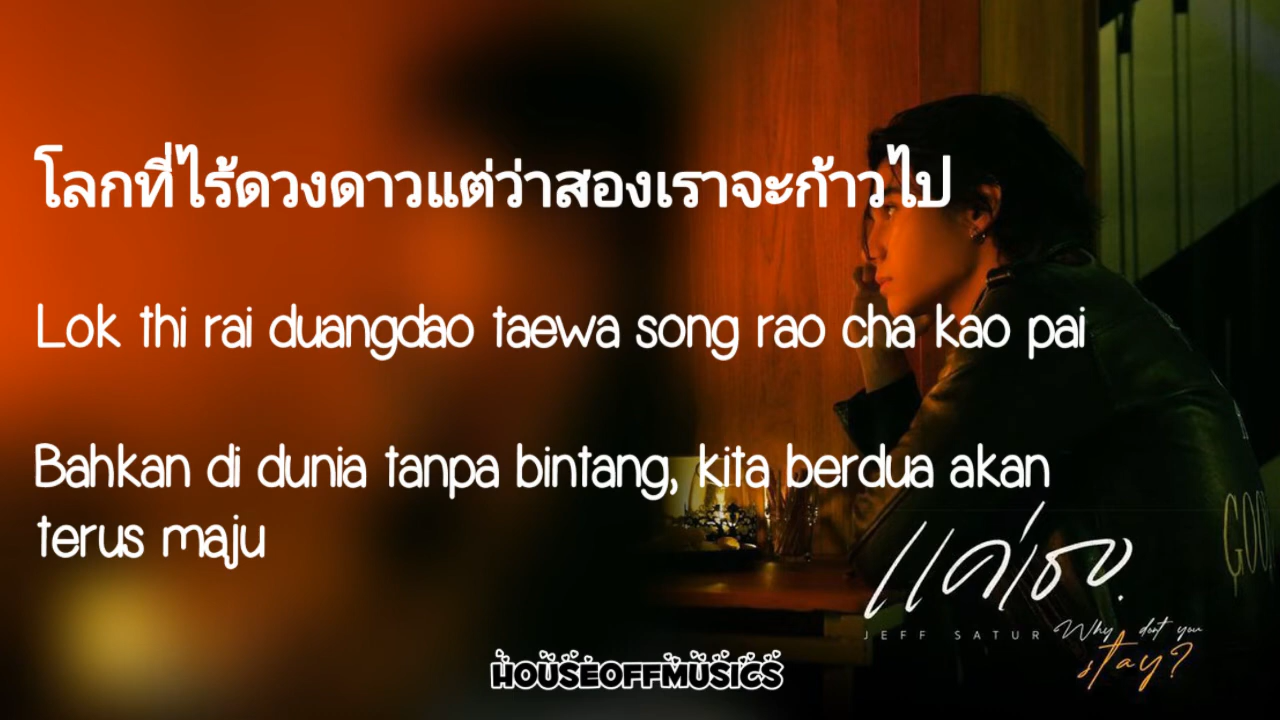 โลกที่ไร้ดวงดาวแต่ว่าสองเราจะก้าวไป
Lok thi rai duangdao taewa song rao cha kao pai
Bahkan di dunia tanpa bintang, kita berdua akan
terus maju
GOO
แค่เธอ
JEFF SATUR Why don't you
stay?
HOUSEOFFMUSICS